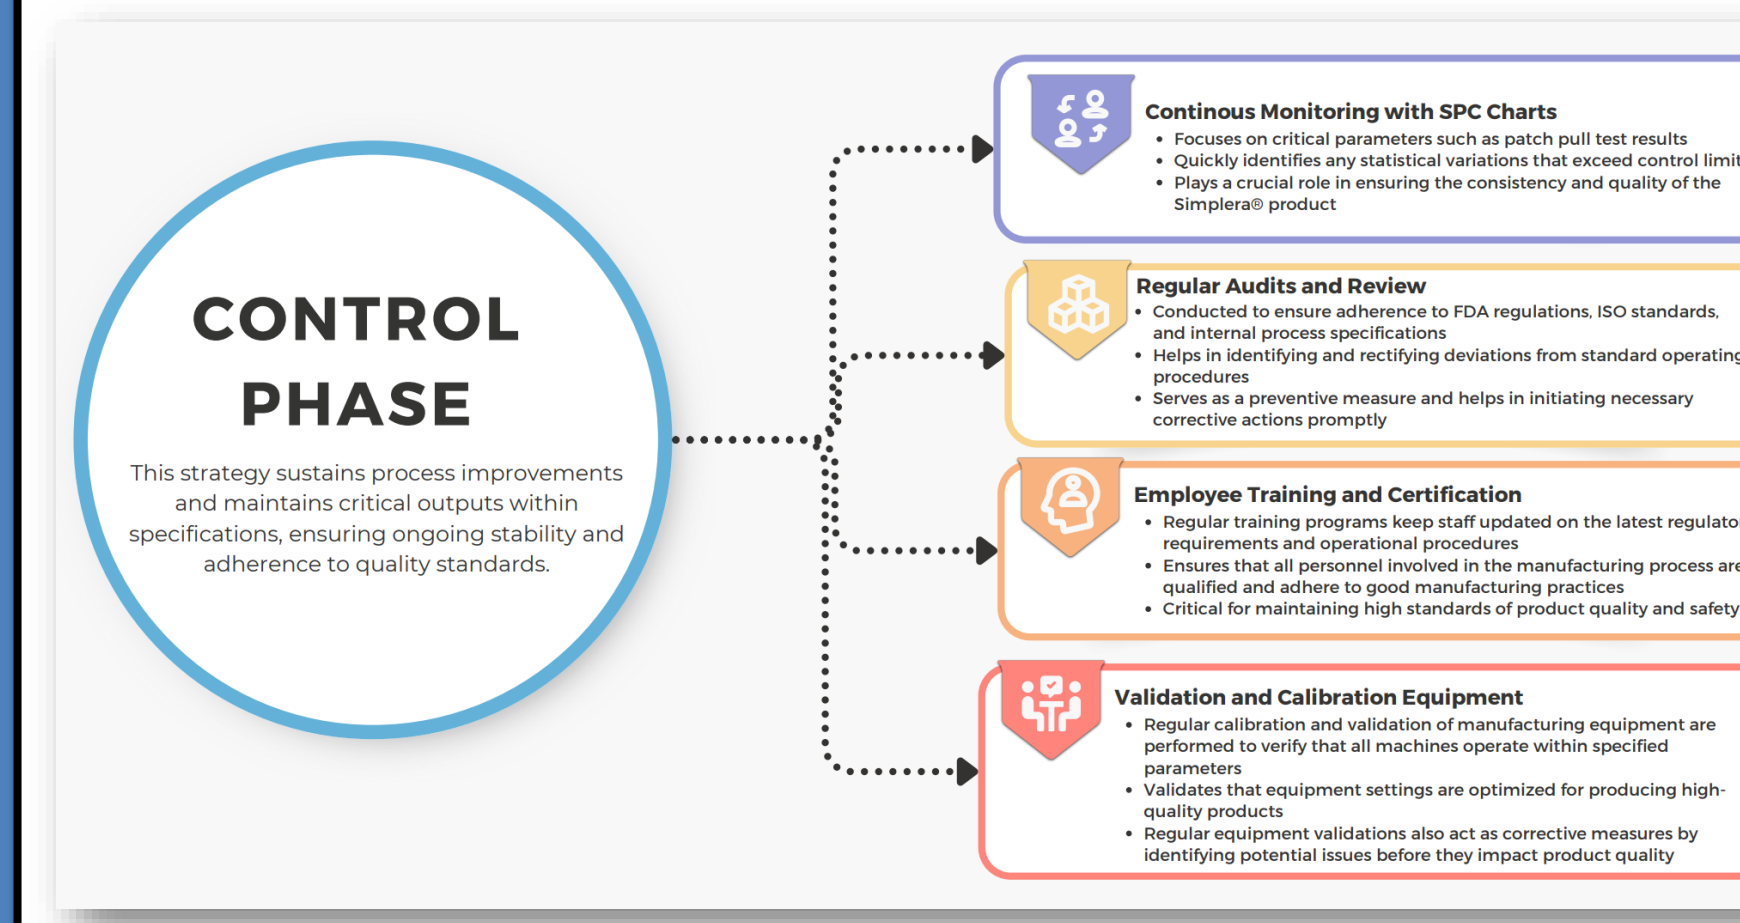 CONTROL
PHASE
This strategy sustains process improvements
and maintains critical outputs within
specifications, ensuring ongoing stability and
adherence to quality standards.
Continous Monitoring with SPC Charts
• Focuses on critical parameters such as patch pull test results
• Quickly identifies any statistical variations that exceed control limit
• Plays a crucial role in ensuring the consistency and quality of the
Simplera® product
Regular Audits and Review
• Conducted to ensure adherence to FDA regulations, ISO standards,
and internal process specifications
• Helps in identifying and rectifying deviations from standard operating
procedures
• Serves as a preventive measure and helps in initiating necessary
corrective actions promptly
Employee Training and Certification
• Regular training programs keep staff updated on the latest regulator
requirements and operational procedures
• Ensures that all personnel involved in the manufacturing process are
qualified and adhere to good manufacturing practices
• Critical for maintaining high standards of product quality and safety
Validation and Calibration Equipment
• Regular calibration and validation of manufacturing equipment are
performed to verify that all machines operate within specified
parameters
• Validates that equipment settings are optimized for producing high-
quality products
• Regular equipment validations also act as corrective measures by
identifying potential issues before they impact product quality